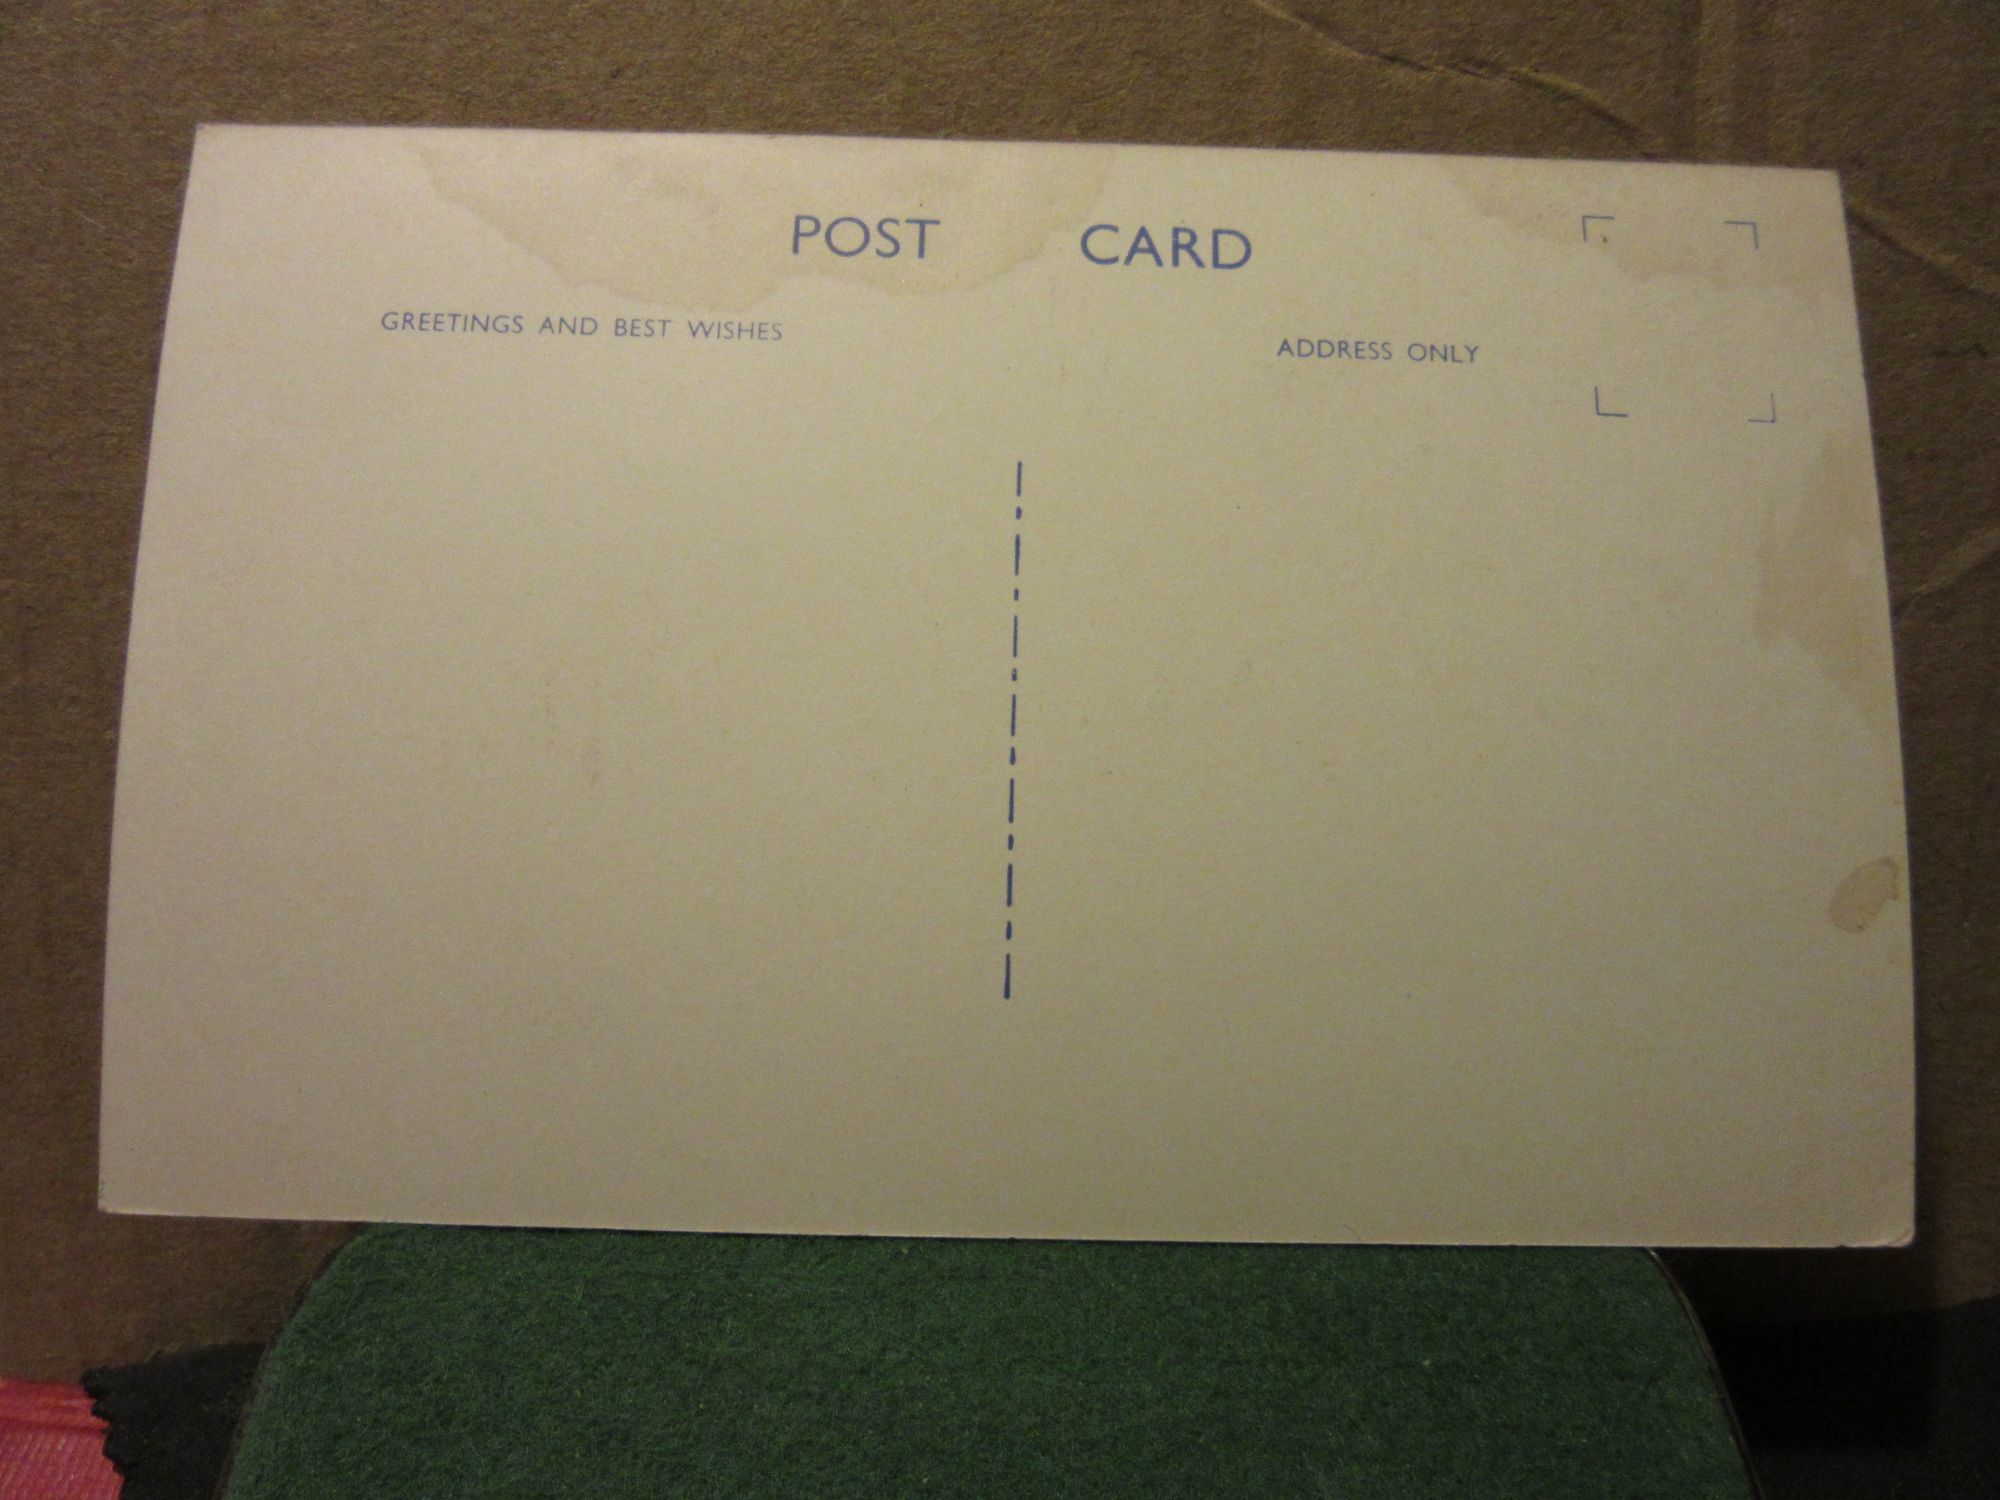 POST CARD
GREETINGS AND BEST WISHES
ADDRESS ONLY